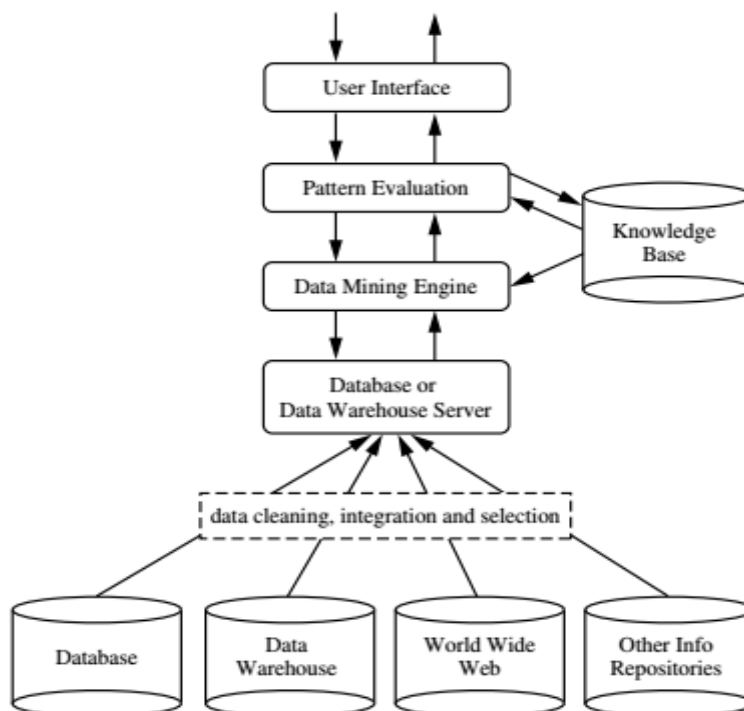 User Interface
Pattern Evaluation
Knowledge
Base
Data Mining Engine
Database or
Data Warehouse Server
data cleaning, integration and selection
Database
Data
Warehouse
World Wide
Web
Other Info
Repositories